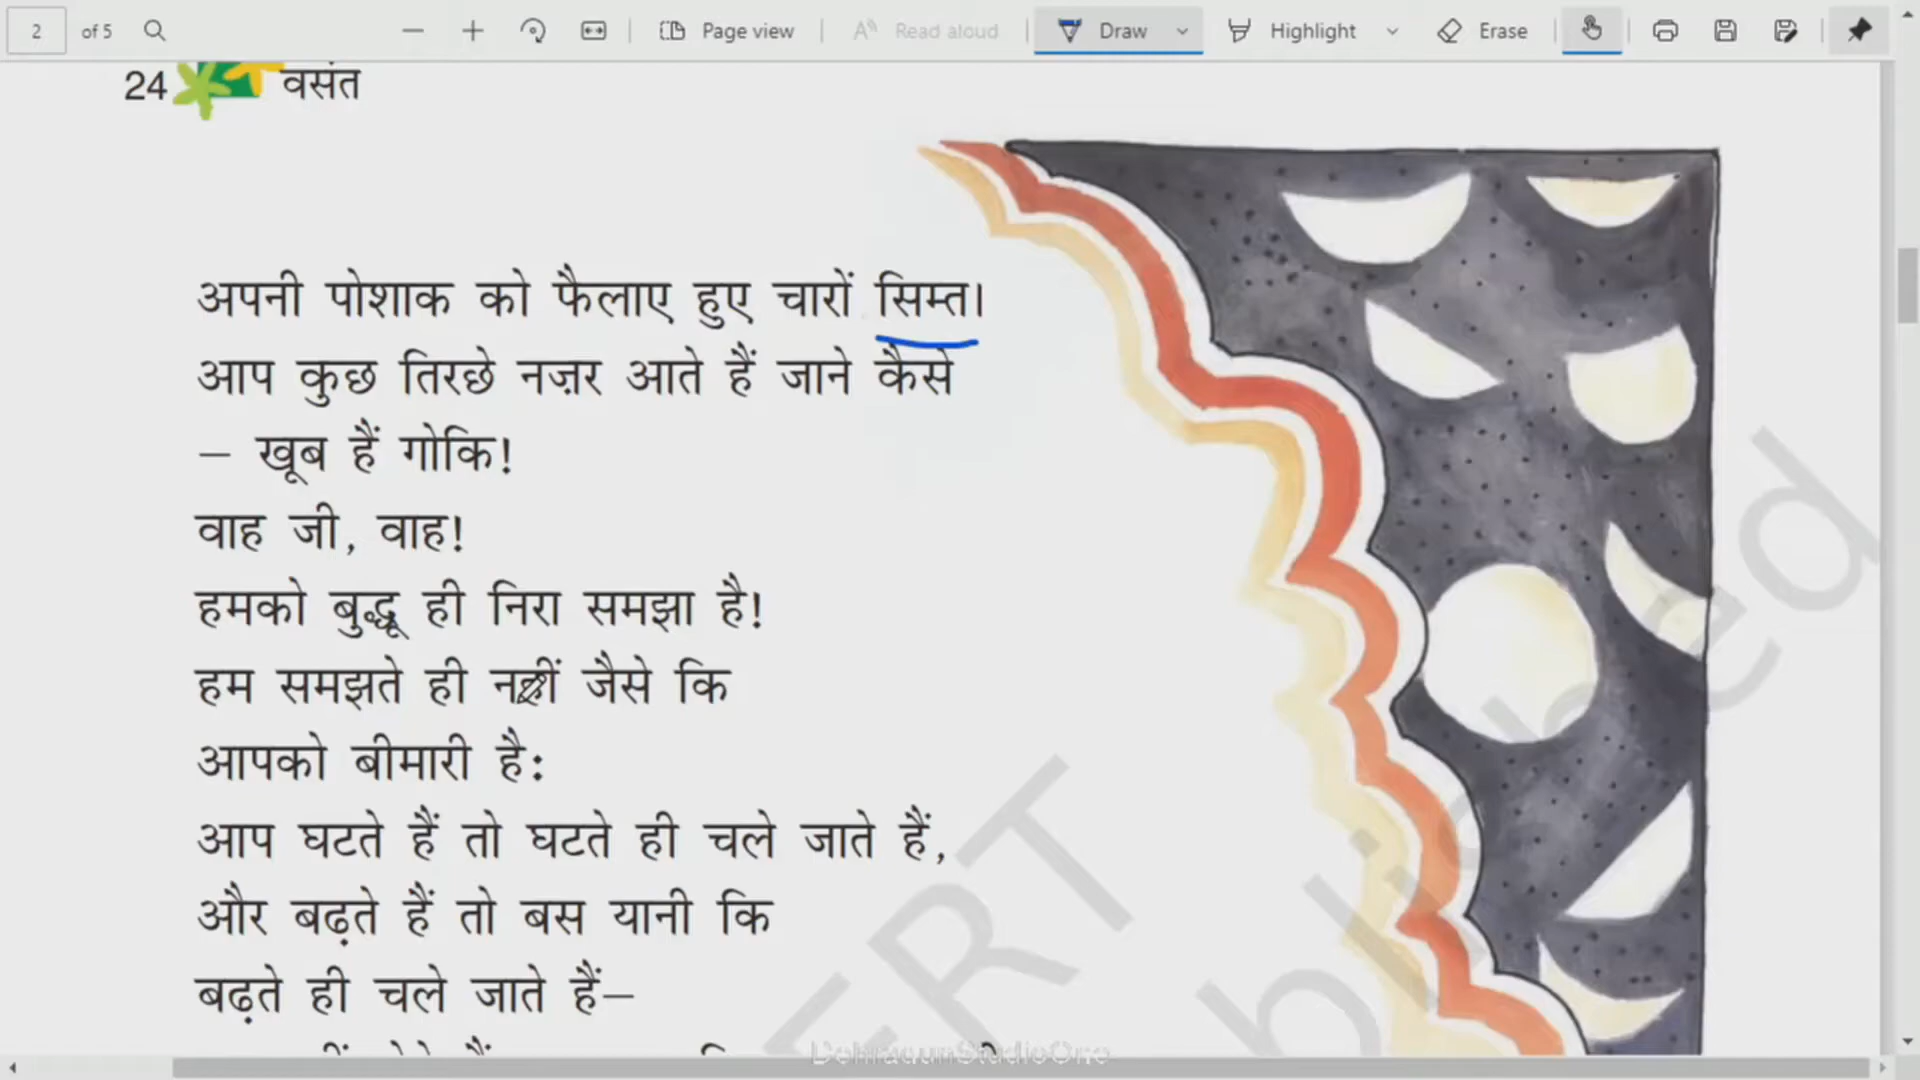 2 of 5 Page view Read aloud Draw Highlight Erase
24 वसंत
अपनी पोशाक को फैलाए हुए चारों सिम्त।
आप कुछ तिरछे नज़र आते हैं जाने कैसे
– खूब हैं गोकि!
वाह जी, वाह!
हमको बुद्धू ही निरा समझा है!
हम समझते ही नहीं जैसे कि
आपको बीमारी है:
आप घटते हैं तो घटते ही चले जाते हैं,
और बढ़ते हैं तो बस यानी कि
बढ़ते ही चले जाते हैं–
DehradunStudioOne